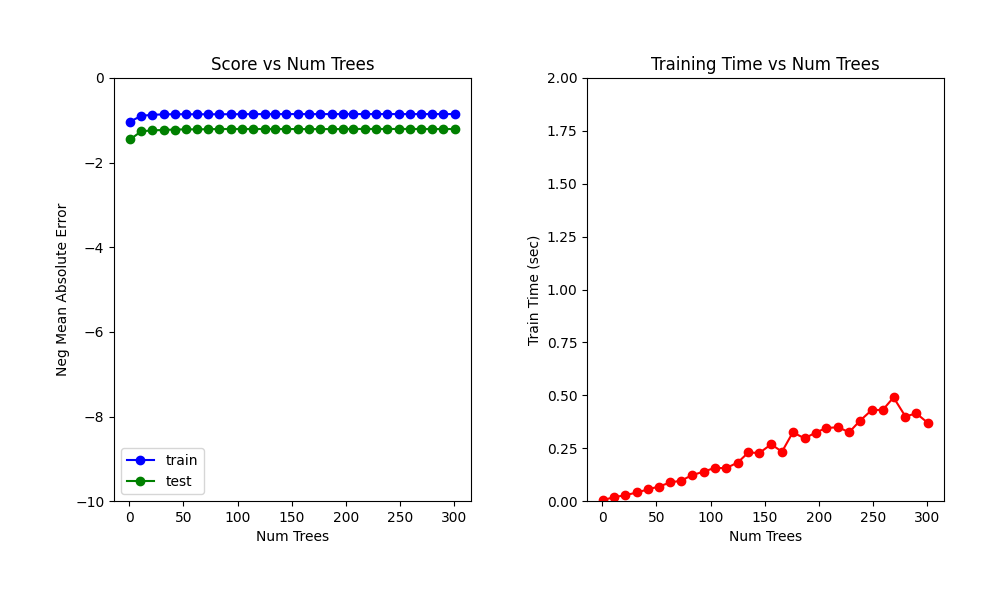 Score vs Num Trees
0
−2
−4
−6
−8
−10
Neg Mean Absolute Error
train
test
0 50 100 150 200 250 300
Num Trees
Training Time vs Num Trees
2.00
1.75
1.50
1.25
1.00
0.75
0.50
0.25
0.00
Train Time (sec)
0 50 100 150 200 250 300
Num Trees